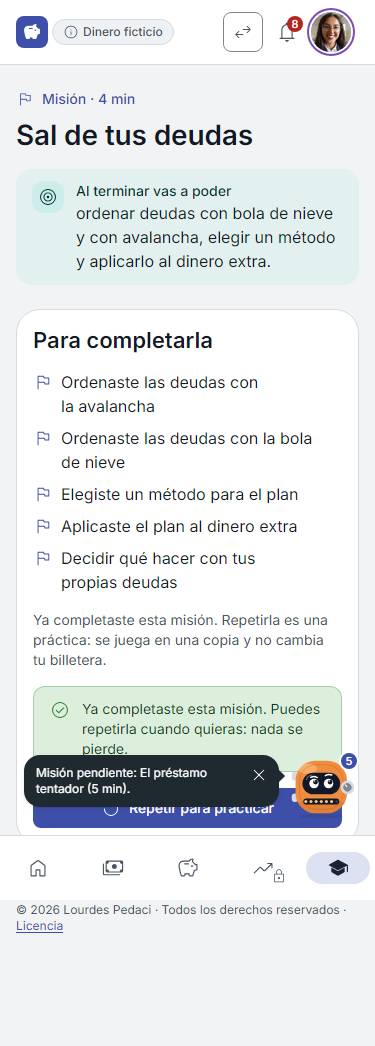 Dinero ficticio
8
Misión · 4 min
Sal de tus deudas
Al terminar vas a poder
ordenar deudas con bola de nieve
y con avalancha, elegir un método
y aplicarlo al dinero extra.
Para completarla
Ordenaste las deudas con
la avalancha
Ordenaste las deudas con la bola
de nieve
Elegiste un método para el plan
Aplicaste el plan al dinero extra
Decidir qué hacer con tus
propias deudas
Ya completaste esta misión. Repetirla es una
práctica: se juega en una copia y no cambia
tu billetera.
Ya completaste esta misión. Puedes
repetirla cuando quieras: nada se
pierde.
Misión pendiente: El préstamo
tentador (5 min).
5
Repetir para practicar
© 2026 Lourdes Pedaci · Todos los derechos reservados ·
Licencia